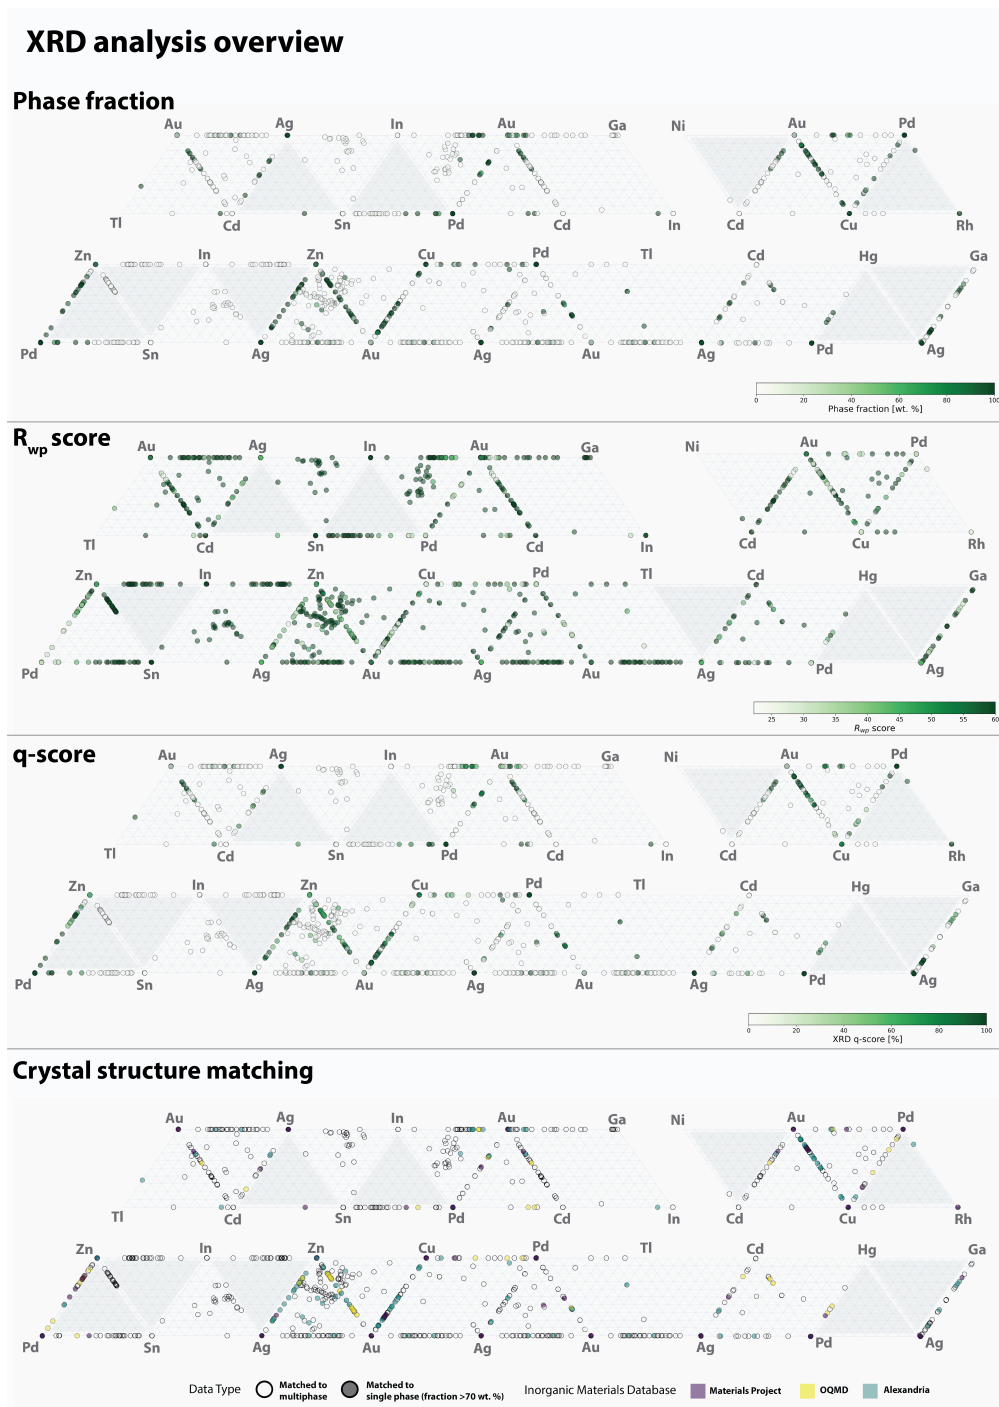 XRD analysis overview
Phase fraction
Au Ag In Au Ga Ni Au Pd
Tl Cd Sn Pd Cd In Cd Cu Rh
Zn In Zn Cu Pd Tl Cd Hg Ga
Pd Sn Ag Au Ag Au Ag Pd Ag
0 20 40 60 80 100
Phase fraction [wt. %]
Rwp score
Au Ag In Au Ga Ni Au Pd
Tl Cd Sn Pd Cd In Cd Cu Rh
Zn In Zn Cu Pd Tl Cd Hg Ga
Pd Sn Ag Au Ag Au Ag Pd Ag
25 30 35 40 45 50 55 60
Rwp score
q-score
Au Ag In Au Ga Ni Au Pd
Tl Cd Sn Pd Cd In Cd Cu Rh
Zn In Zn Cu Pd Tl Cd Hg Ga
Pd Sn Ag Au Ag Au Ag Pd Ag
0 20 40 60 80 100
XRD q-score [%]
Crystal structure matching
Au Ag In Au Ga Ni Au Pd
Tl Cd Sn Pd Cd In Cd Cu Rh
Zn In Zn Cu Pd Tl Cd Hg Ga
Pd Sn Ag Au Ag Au Ag Pd Ag
Data Type
Matched to
multiphase
Matched to
single phase (fraction >70 wt. %)
Inorganic Materials Database
Materials Project
OQMD
Alexandria